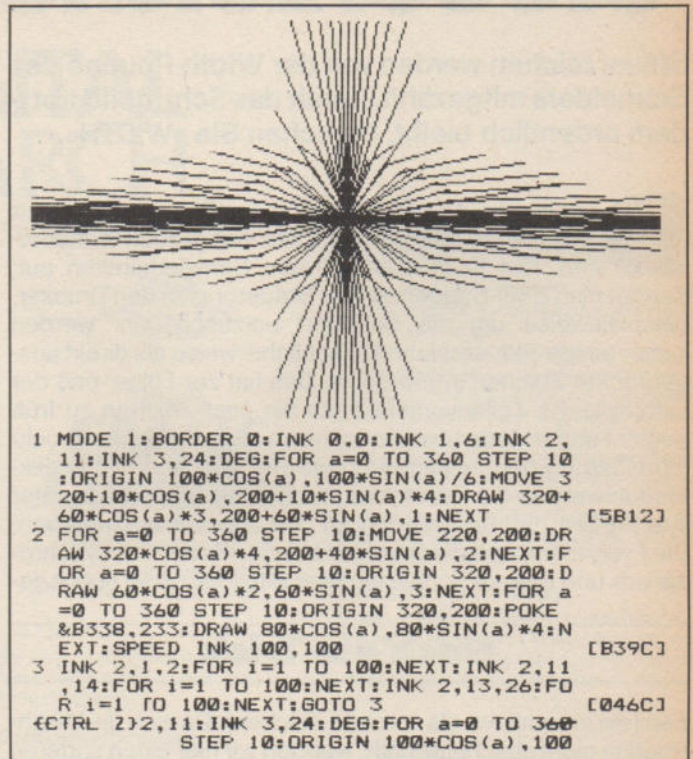 1 MODE 1:BORDER 0:INK 0,0:INK 1,6:INK 2,
11:INK 3,24:DEG:FOR a=0 TO 360 STEP 10
:ORIGIN 100*COS(a),100*SIN(a)/6:MOVE 3
20+10*COS(a),200+10*SIN(a)*4:DRAW 320+
60*COS(a)*3,200+60*SIN(a),1:NEXT [5B12]
2 FOR a=0 TO 360 STEP 10:MOVE 220,200:DR
AW 320*COS(a)*4,200+40*SIN(a),2:NEXT:F
OR a=0 TO 360 STEP 10:ORIGIN 320,200:D
RAW 60*COS(a)*2,60*SIN(a),3:NEXT:FOR a
=0 TO 360 STEP 10:ORIGIN 320,200:POKE
&B338,233:DRAW 80*COS(a),80*SIN(a)*4:N
EXT:SPEED INK 100,100 [B39C]
3 INK 2,1,2:FOR i=1 TO 100:NEXT:INK 2,11
,14:FOR i=1 TO 100:NEXT:INK 2,13,26:FO
R i=1 TO 100:NEXT:GOTO 3 [046C]
{CTRL 2}2,11:INK 3,24:DEG:FOR a=0 TO 360
STEP 10:ORIGIN 100*COS(a),100